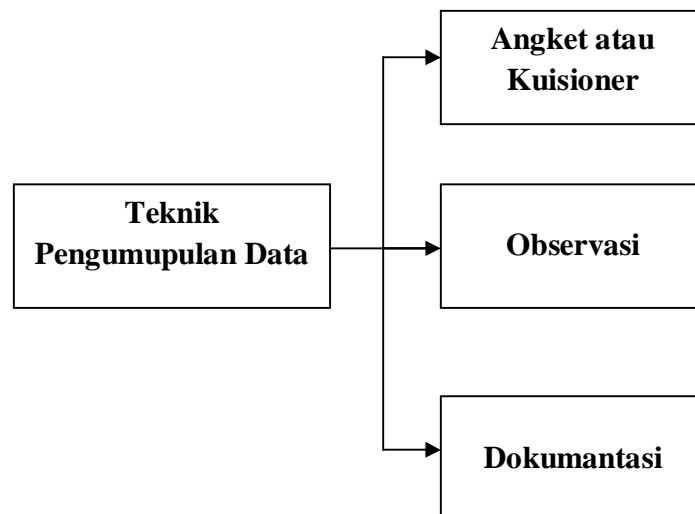 Angket atau
Kuisioner
Teknik
Pengumupulan Data
Observasi
Dokumantasi